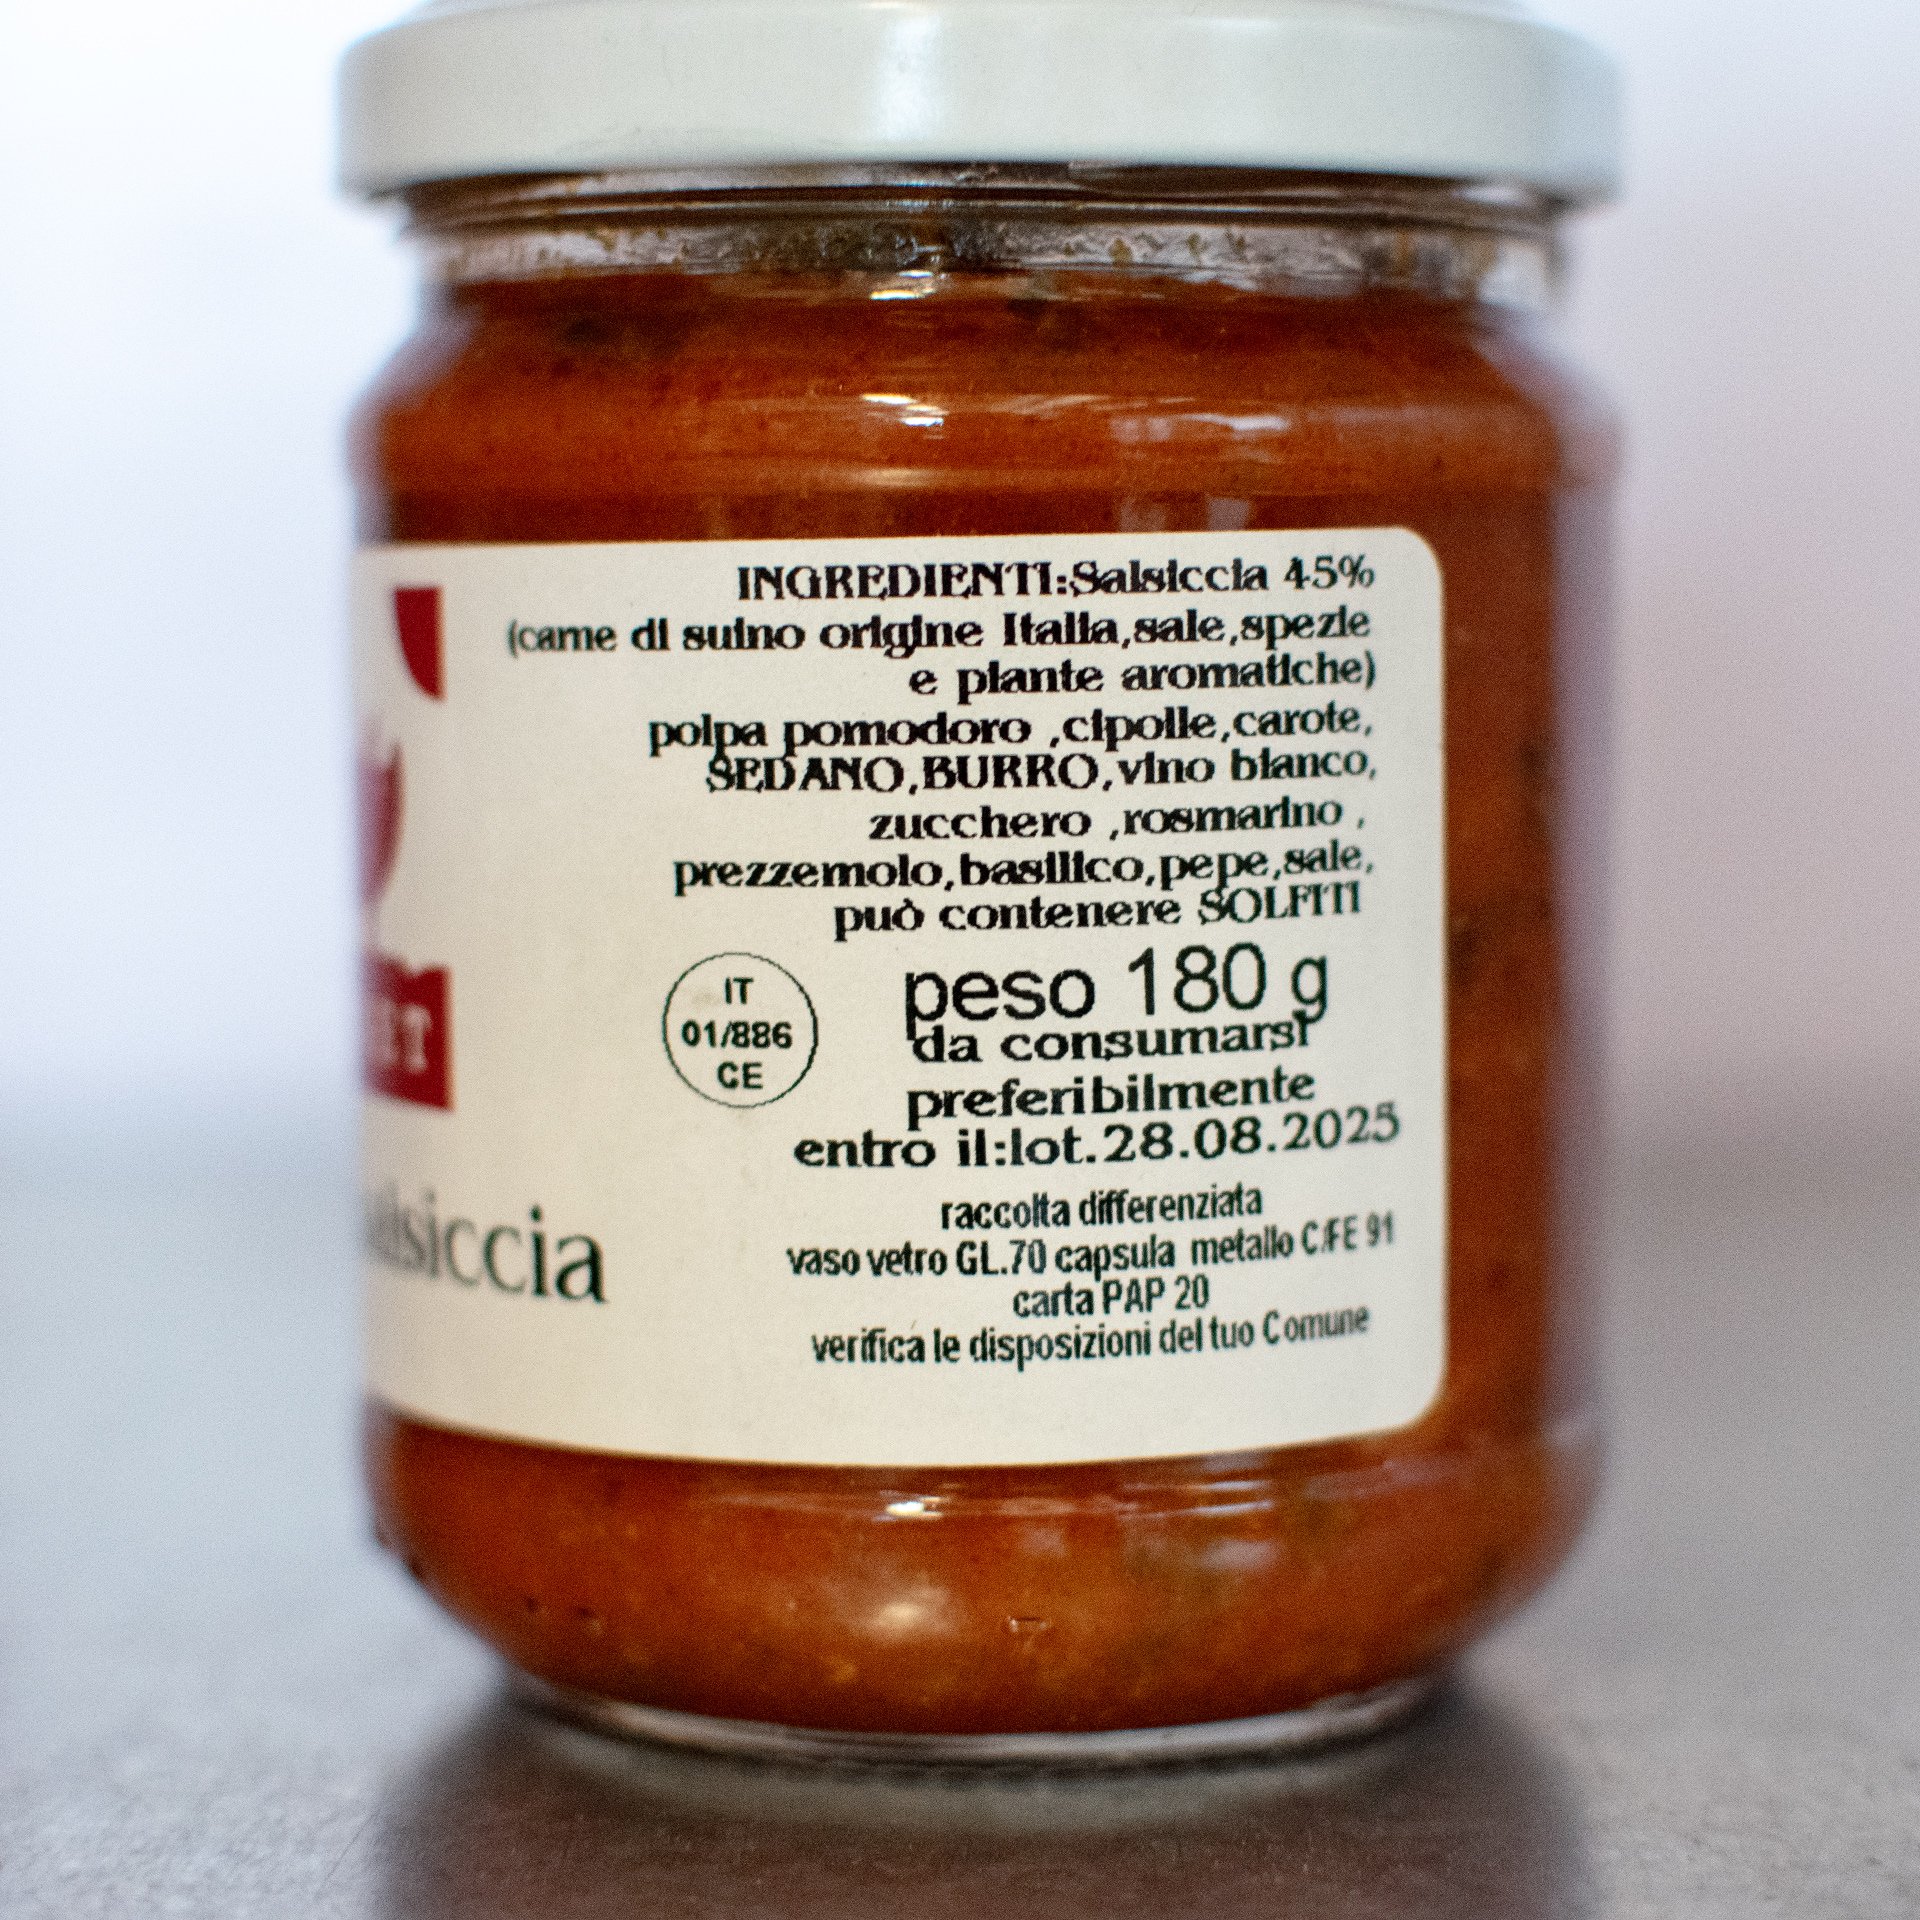 INGREDIENTI:Salsiccia 45%
(carne di suino origine Italia,sale,spezie
e piante aromatiche)
polpa pomodoro ,cipolle,carote,
SEDANO,BURRO,vino bianco,
zucchero ,rosmarino ,
prezzemolo,basilico,pepe,sale,
può contenere SOLFITI
IT
01/886
CE
peso 180 g
da consumarsi
preferibilmente
entro il:lot.28.08.2025
raccolta differenziata
vaso vetro GL.70 capsula metallo C/FE 91
carta PAP 20
verifica le disposizioni del tuo Comune
ET
alsiccia